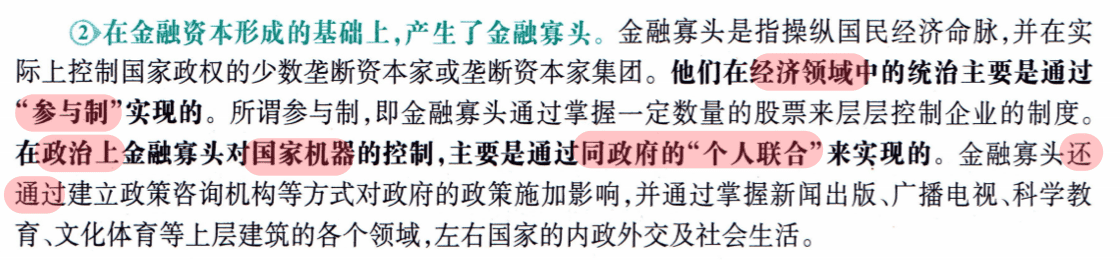 ②在金融资本形成的基础上,产生了金融寡头。金融寡头是指操纵国民经济命脉,并在实
际上控制国家政权的少数垄断资本家或垄断资本家集团。他们在经济领域中的统治主要是通过
“参与制”实现的。所谓参与制,即金融寡头通过掌握一定数量的股票来层层控制企业的制度。
在政治上金融寡头对国家机器的控制,主要是通过同政府的“个人联合”来实现的。金融寡头还
通过建立政策咨询机构等方式对政府的政策施加影响,并通过掌握新闻出版、广播电视、科学教
育、文化体育等上层建筑的各个领域,左右国家的内政外交及社会生活。